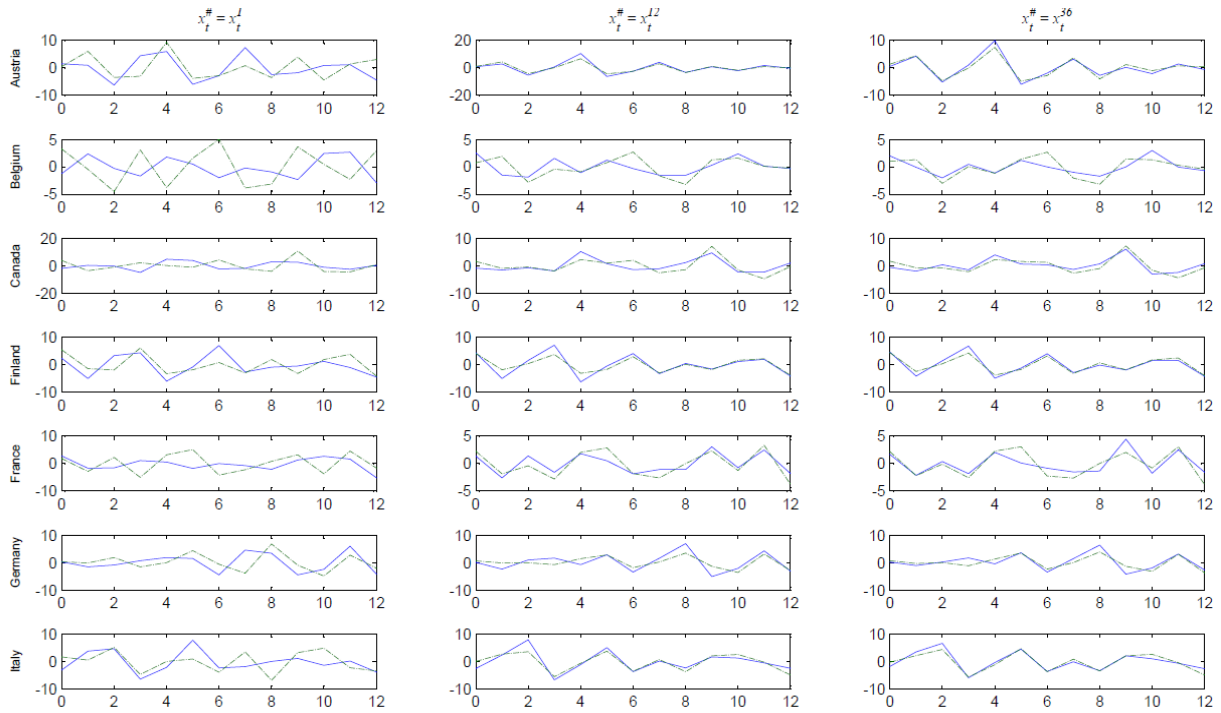 x_t^# = x_t^1 x_t^# = x_t^12 x_t^# = x_t^36
Austria
10 20 10
0 0 0
-10 -20 -10
0 2 4 6 8 10 12 0 2 4 6 8 10 12 0 2 4 6 8 10 12
Belgium
5 5 5
0 0 0
-5 -5 -5
0 2 4 6 8 10 12 0 2 4 6 8 10 12 0 2 4 6 8 10 12
Canada
20 10 10
0 0 0
-20 -10 -10
0 2 4 6 8 10 12 0 2 4 6 8 10 12 0 2 4 6 8 10 12
Finland
10 10 10
0 0 0
-10 -10 -10
0 2 4 6 8 10 12 0 2 4 6 8 10 12 0 2 4 6 8 10 12
France
10 5 5
0 0 0
-10 -5 -5
0 2 4 6 8 10 12 0 2 4 6 8 10 12 0 2 4 6 8 10 12
Germany
10 10 10
0 0 0
-10 -10 -10
0 2 4 6 8 10 12 0 2 4 6 8 10 12 0 2 4 6 8 10 12
Italy
10 10 10
0 0 0
-10 -10 -10
0 2 4 6 8 10 12 0 2 4 6 8 10 12 0 2 4 6 8 10 12